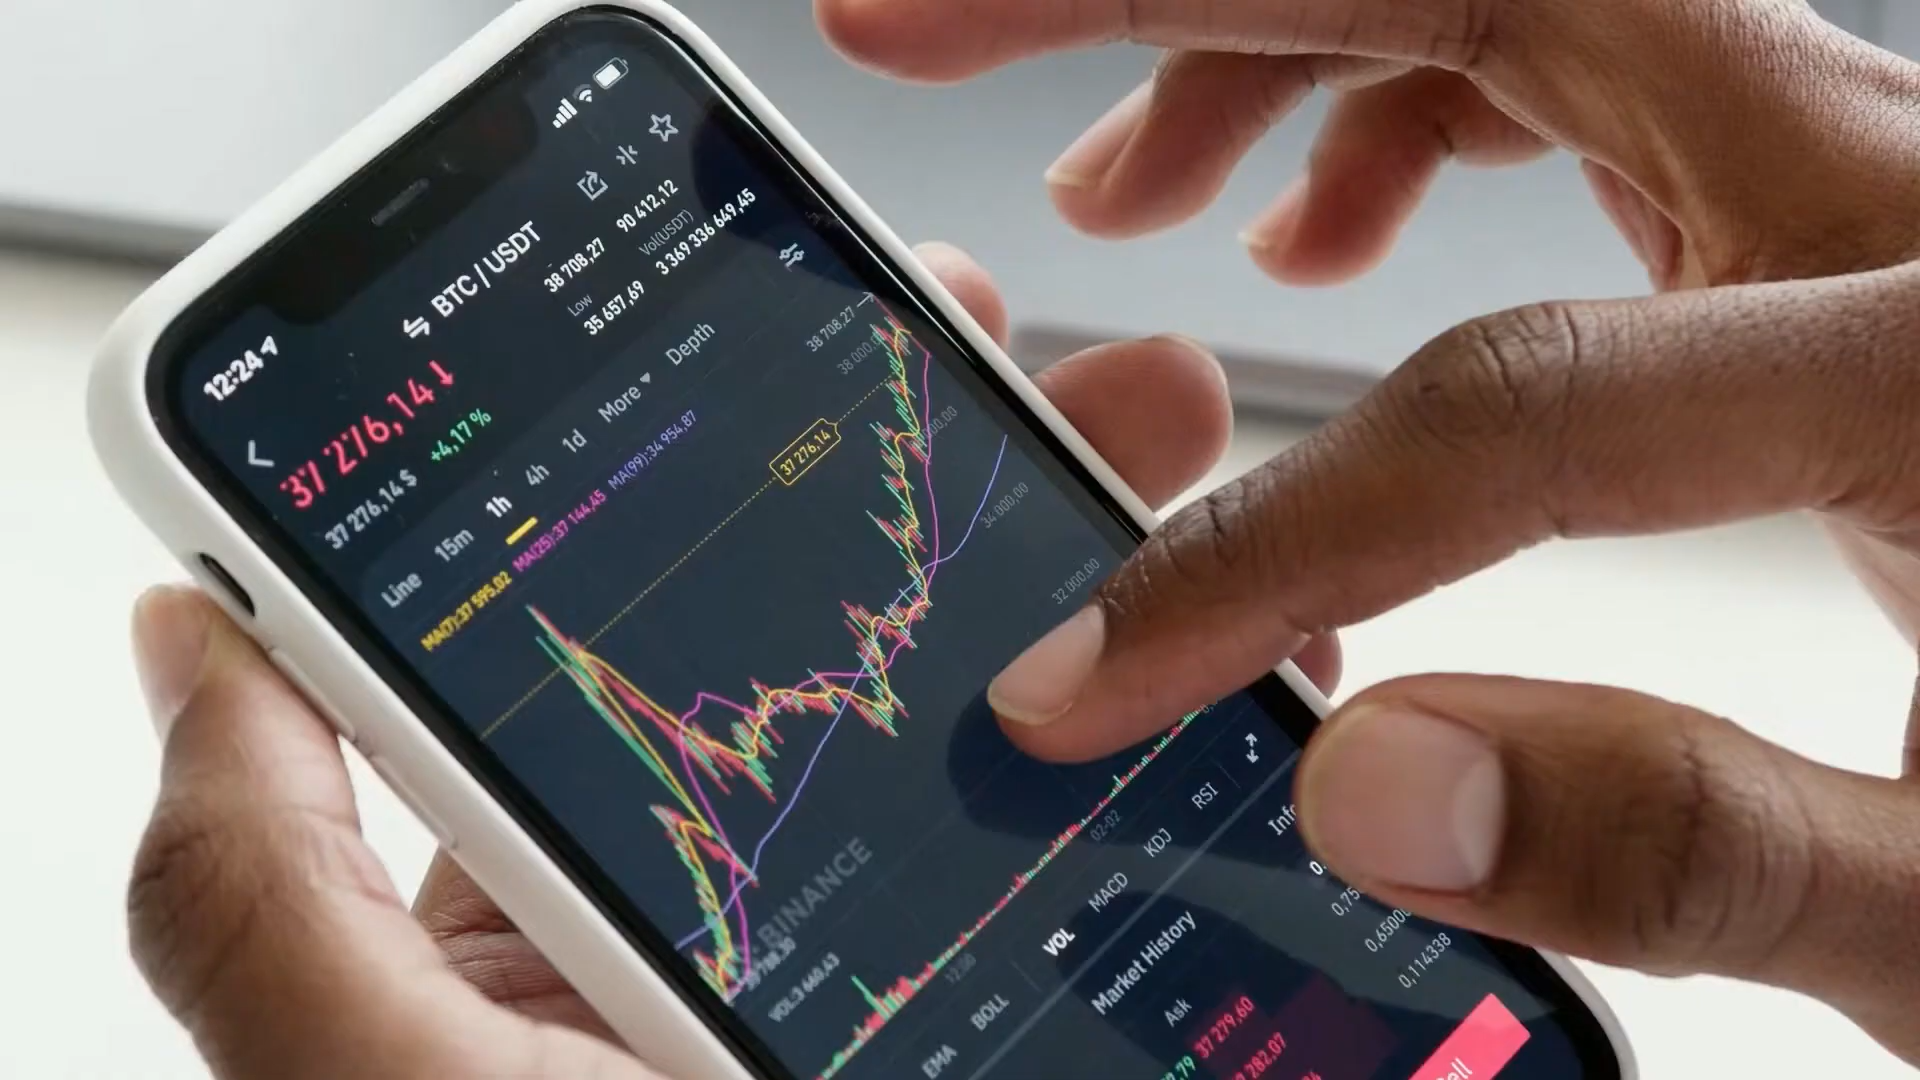 12:24
BTC / USDT
37 276,14
37 276,14 $ +4,17 %
38 708,27 90 412,12
Low Vol(USDT)
35 657,69 3 369 336 649,45
Line 15m 1h 4h 1d More Depth
MA(7):37 595,02 MA(25):37 144,45 MA(99):34 954,87
38 708,27
38 000,
37 276,14
34 000,00
32 000,00
BINANCE
02-02
12:00
EMA BOLL VOL MACD KDJ RSI
Market History
Ask
37 279,60
0,65000
0,114338